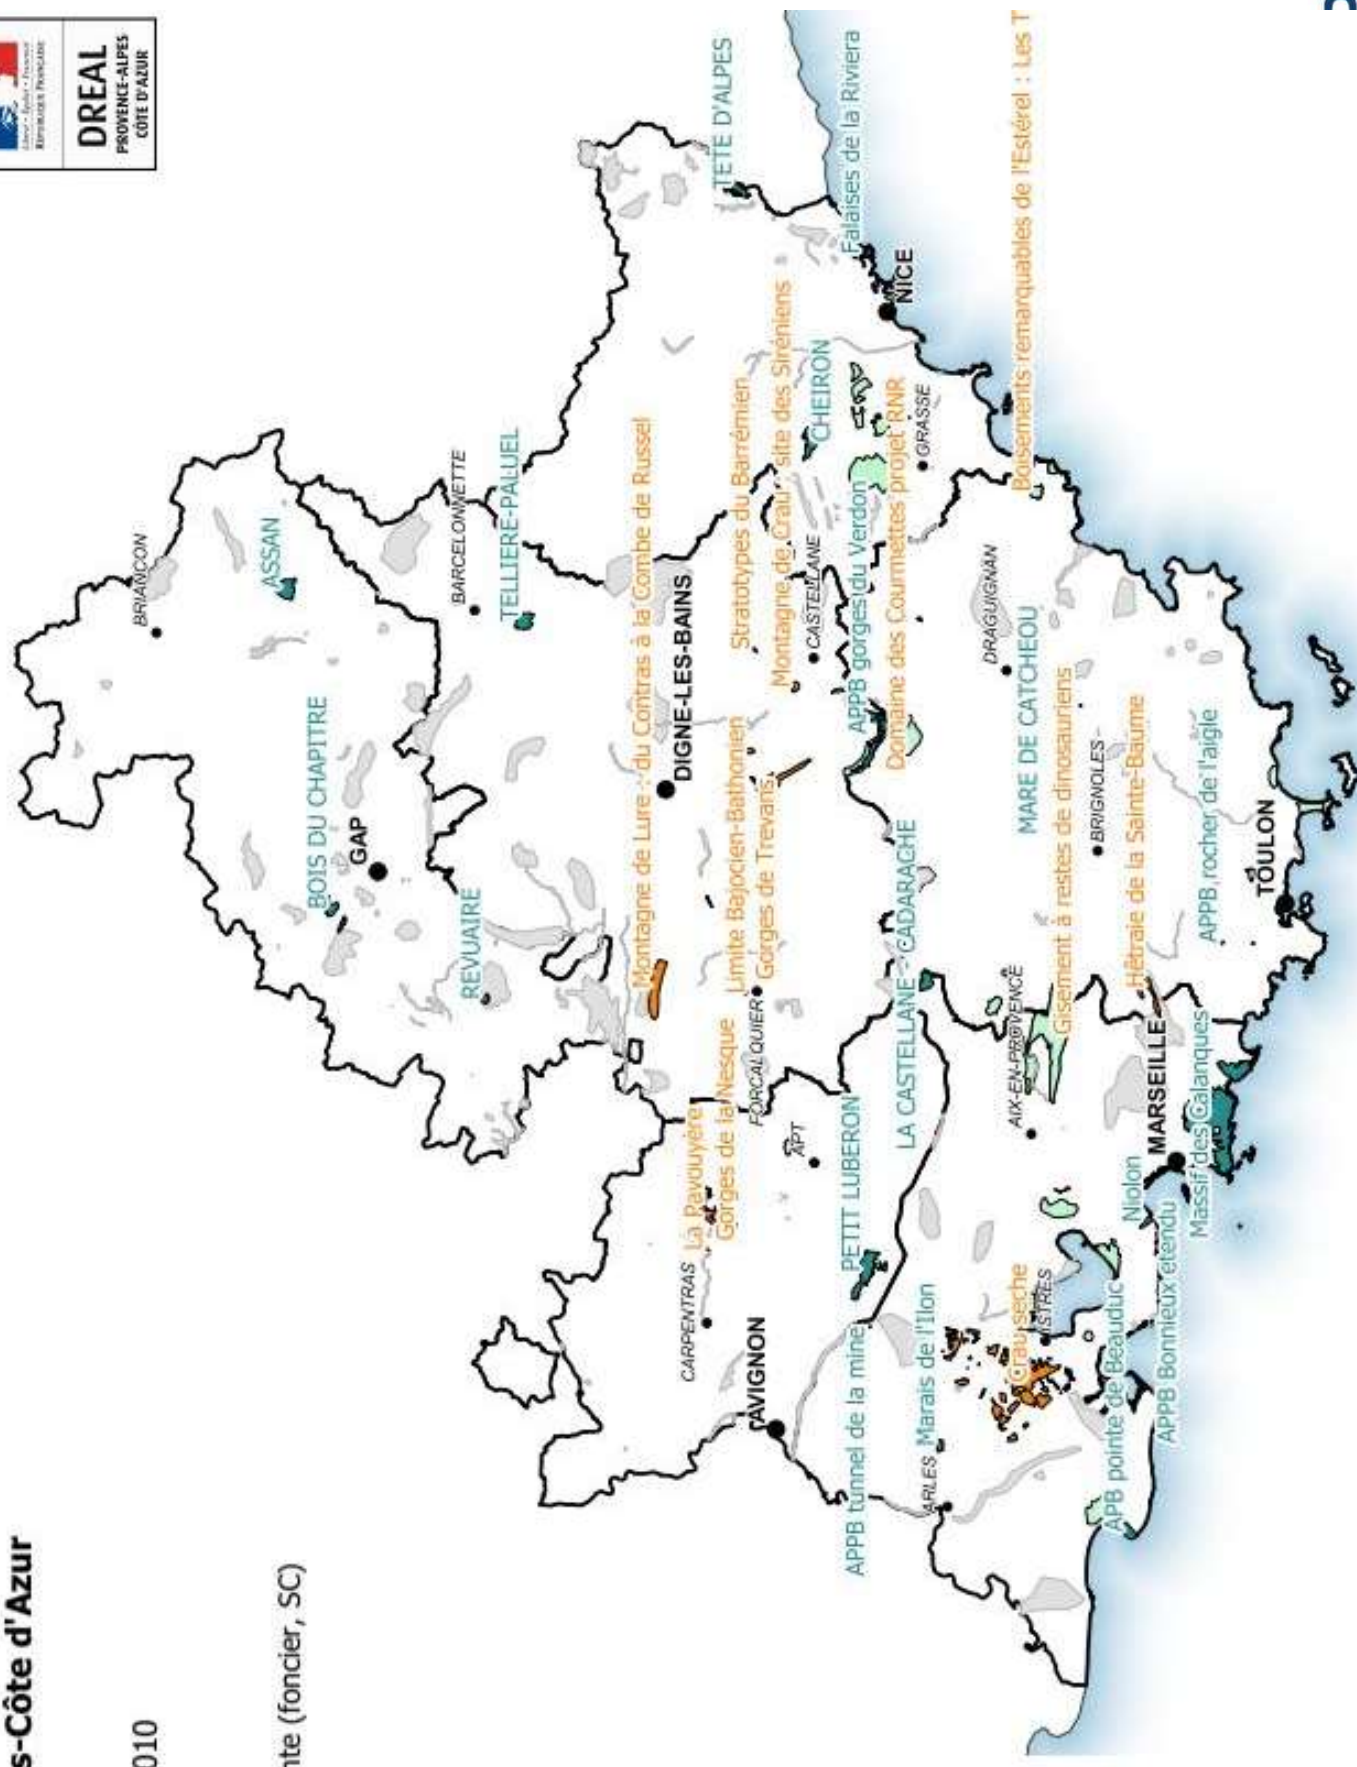 s-Côte d'Azur
010
nte (foncier, SC)
Liberté • Égalité • Fraternité
RÉPUBLIQUE FRANÇAISE
DREAL
PROVENCE-ALPES
CÔTE D'AZUR
BRIANCON
ASSAN
BOIS DU CHAPITRE
GAP
BARCELONNETTE
REVUAIRE
TELLIERE-PALUEL
Montagne de Lure : du Contras à la Combe de Russel
DIGNE-LES-BAINS
TETE D'ALPES
CARPENTRAS
La Pavouyère
Gorges de la Nesque
Limite Bajocien-Bathonien
Stratotypes du Barrémien
AVIGNON
FORCALQUIER
Gorges de Trevans
Montagne de Crau : site des Siréniens
APT
CASTELLANE
CHEIRON
APPB tunnel de la mine
PETIT LUBERON
APPB gorges du Verdon
Falaises de la Riviera
Domaine des Courmettes projet RNR
NICE
LA CASTELLANE - CADARACHE
GRASSE
ARLES
Marais de l'Ilon
DRAGUIGNAN
Crau sèche
AIX-EN-PROVENCE
MARE DE CATCHEOU
Boisements remarquables de l'Estérel : Les T
ISTRES
Gisement à restes de dinosauriens
BRIGNOLES
APB pointe de Beauduc
Niolon
Hêtraie de la Sainte-Baume
MARSEILLE
APPB Bonnieux étendu
Massif des Calanques
APPB rocher de l'aigle
TOULON